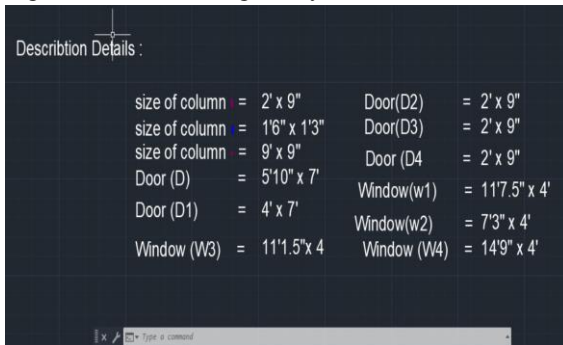 Describtion Details :
size of column = 2' x 9" Door(D2) = 2' x 9"
size of column = 1'6" x 1'3" Door(D3) = 2' x 9"
size of column = 9' x 9" Door (D4 = 2' x 9"
Door (D) = 5'10" x 7' Window(w1) = 11'7.5" x 4'
Door (D1) = 4' x 7' Window(w2) = 7'3" x 4'
Window (W3) = 11'1.5"x 4 Window (W4) = 14'9" x 4'
Type a command